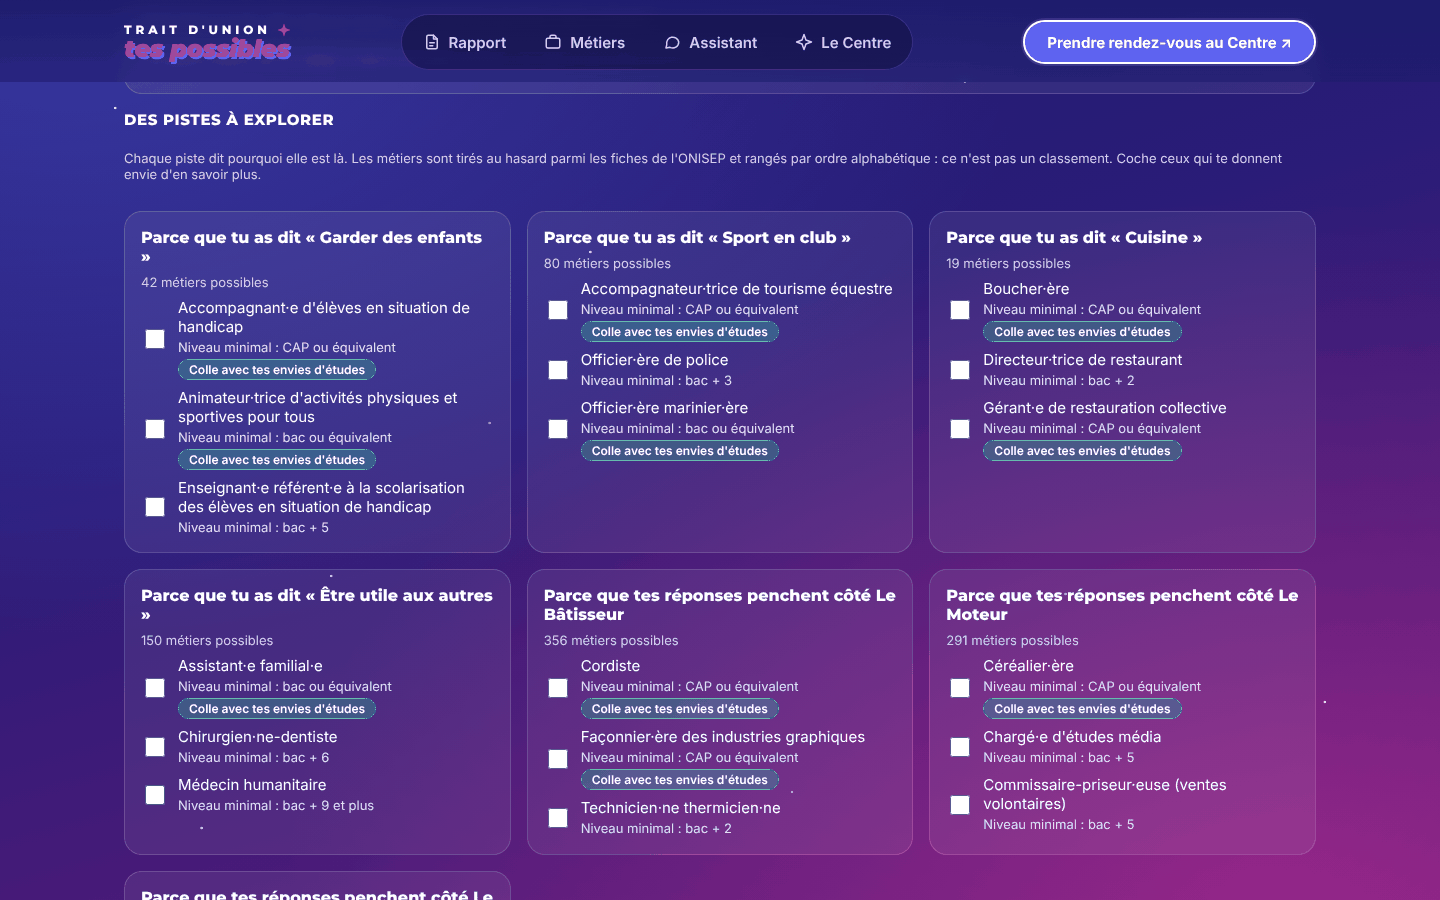 TRAIT D'UNION
tes possibles
Rapport
Métiers
Assistant
Le Centre
Prendre rendez-vous au Centre ↗
DES PISTES À EXPLORER
Chaque piste dit pourquoi elle est là. Les métiers sont tirés au hasard parmi les fiches de l'ONISEP et rangés par ordre alphabétique : ce n'est pas un classement. Coche ceux qui te donnent
envie d'en savoir plus.
Parce que tu as dit « Garder des enfants
»
42 métiers possibles
Accompagnant·e d'élèves en situation de
handicap
Niveau minimal : CAP ou équivalent
Colle avec tes envies d'études
Animateur·trice d'activités physiques et
sportives pour tous
Niveau minimal : bac ou équivalent
Colle avec tes envies d'études
Enseignant·e référent·e à la scolarisation
des élèves en situation de handicap
Niveau minimal : bac + 5
Parce que tu as dit « Sport en club »
80 métiers possibles
Accompagnateur·trice de tourisme équestre
Niveau minimal : CAP ou équivalent
Colle avec tes envies d'études
Officier·ère de police
Niveau minimal : bac + 3
Officier·ère marinier·ère
Niveau minimal : bac ou équivalent
Colle avec tes envies d'études
Parce que tu as dit « Cuisine »
19 métiers possibles
Boucher·ère
Niveau minimal : CAP ou équivalent
Colle avec tes envies d'études
Directeur·trice de restaurant
Niveau minimal : bac + 2
Gérant·e de restauration collective
Niveau minimal : CAP ou équivalent
Colle avec tes envies d'études
Parce que tu as dit « Être utile aux autres
»
150 métiers possibles
Assistant·e familial·e
Niveau minimal : bac ou équivalent
Colle avec tes envies d'études
Chirurgien·ne-dentiste
Niveau minimal : bac + 6
Médecin humanitaire
Niveau minimal : bac + 9 et plus
Parce que tes réponses penchent côté Le
Bâtisseur
356 métiers possibles
Cordiste
Niveau minimal : CAP ou équivalent
Colle avec tes envies d'études
Façonnier·ère des industries graphiques
Niveau minimal : CAP ou équivalent
Colle avec tes envies d'études
Technicien·ne thermicien·ne
Niveau minimal : bac + 2
Parce que tes réponses penchent côté Le
Moteur
291 métiers possibles
Céréalier·ère
Niveau minimal : CAP ou équivalent
Colle avec tes envies d'études
Chargé·e d'études média
Niveau minimal : bac + 5
Commissaire-priseur·euse (ventes
volontaires)
Niveau minimal : bac + 5
Parce que tes réponses penchent côté Le